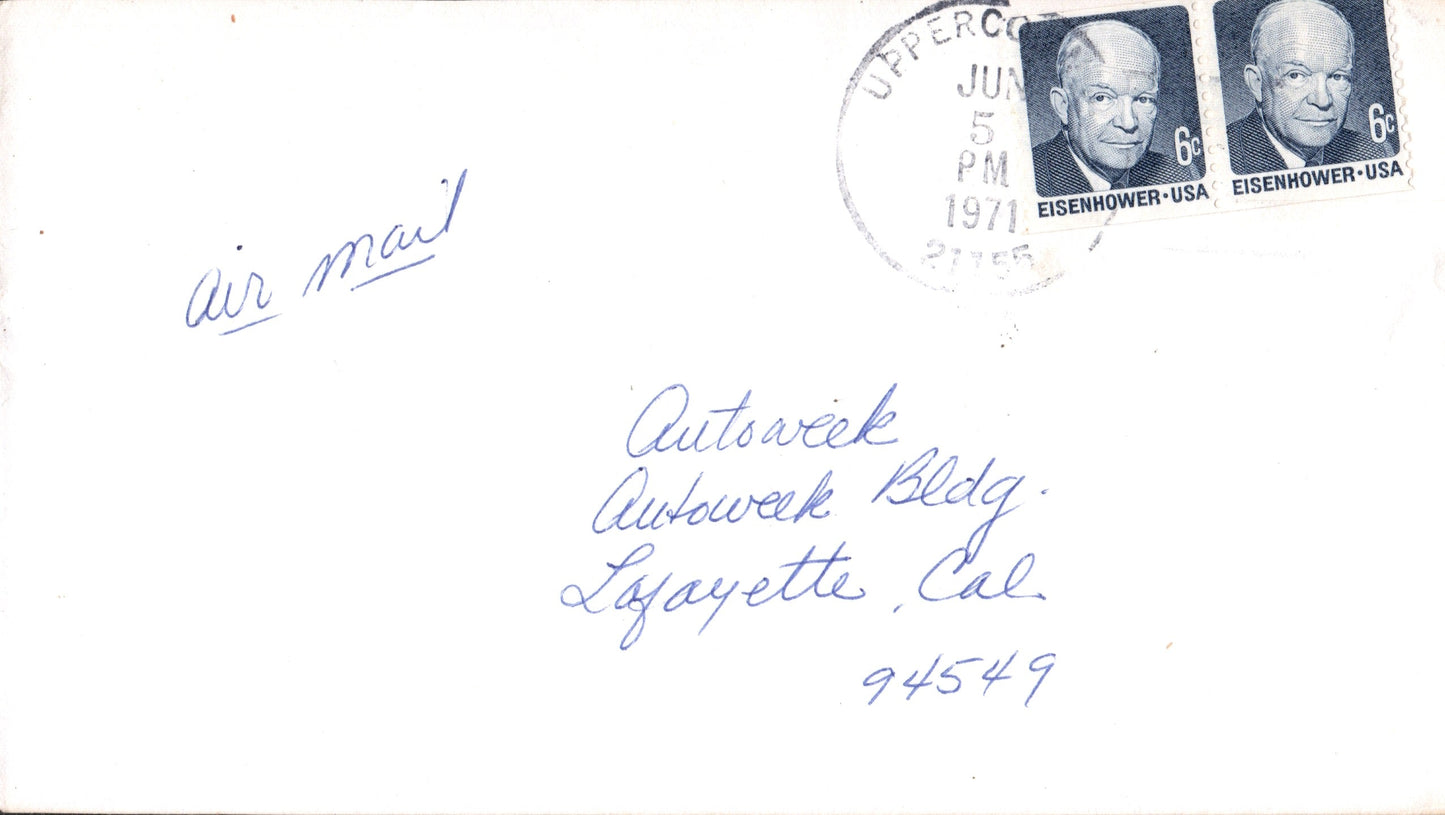 UPPERCO
JUN
5
PM
1971
6c
EISENHOWER·USA
6c
EISENHOWER·USA
air mail
Autoweek
Autoweek Bldg.
Lafayette, Cal.
94549